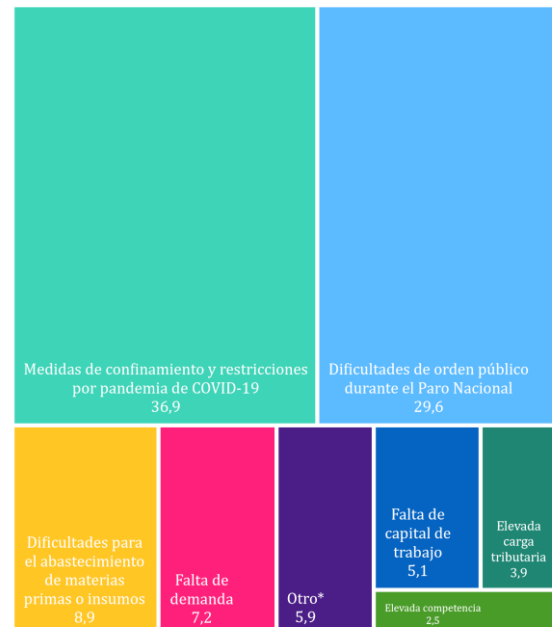 Medidas de confinamiento y restricciones
por pandemia de COVID-19
36,9
Dificultades de orden público
durante el Paro Nacional
29,6
Dificultades para
el abastecimiento
de materias
primas o insumos
8,9
Falta de
demanda
7,2
Otro*
5,9
Falta de
capital de
trabajo
5,1
Elevada
carga
tributaria
3,9
Elevada competencia
2,5